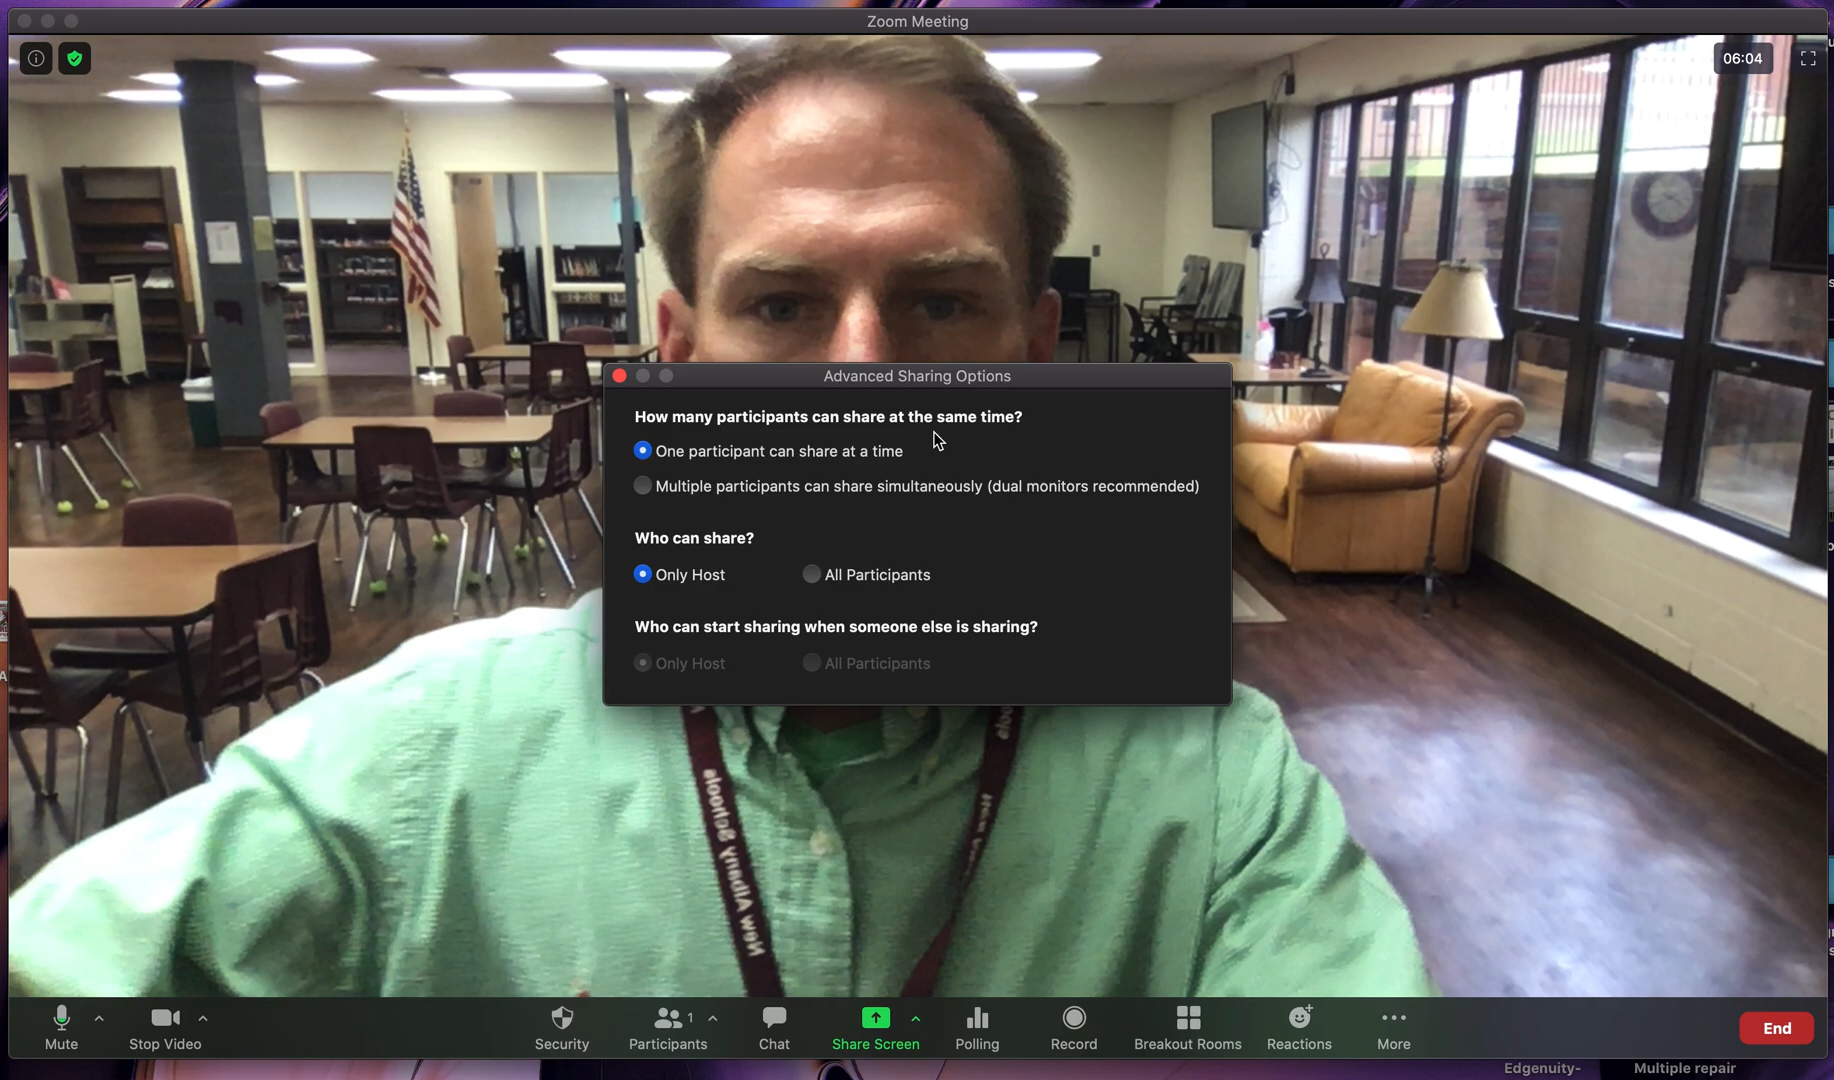 Zoom Meeting
06:04
Advanced Sharing Options
How many participants can share at the same time?
One participant can share at a time
Multiple participants can share simultaneously (dual monitors recommended)
Who can share?
Only Host
All Participants
Who can start sharing when someone else is sharing?
Only Host
All Participants
New Albany Schools
Mute
Stop Video
Security
Participants
1
Chat
Share Screen
Polling
Record
Breakout Rooms
Reactions
More
End
Edgenuity-
Multiple repair